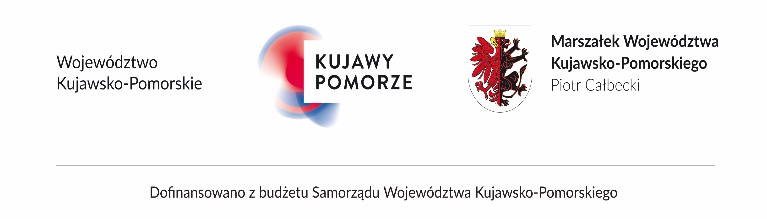 Województwo
Kujawsko-Pomorskie
KUJAWY
POMORZE
Marszałek Województwa
Kujawsko-Pomorskiego
Piotr Całbecki
Dofinansowano z budżetu Samorządu Województwa Kujawsko-Pomorskiego